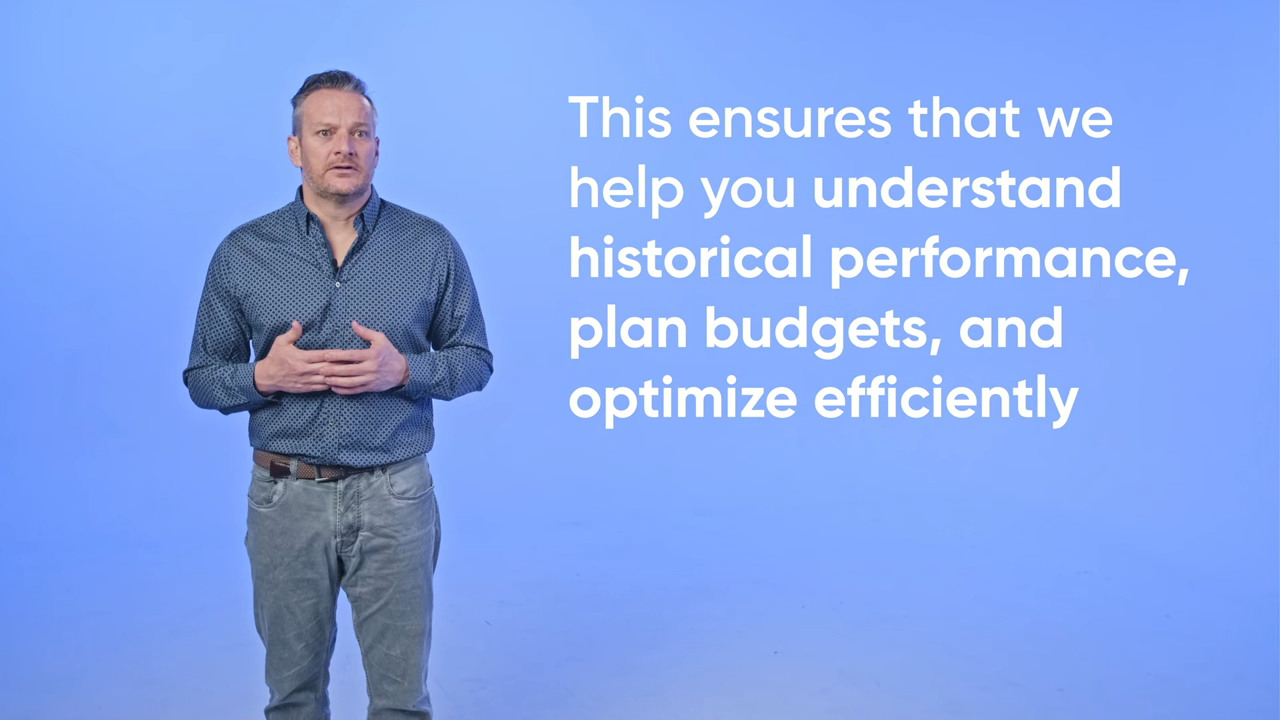 This ensures that we
help you understand
historical performance,
plan budgets, and
optimize efficiently